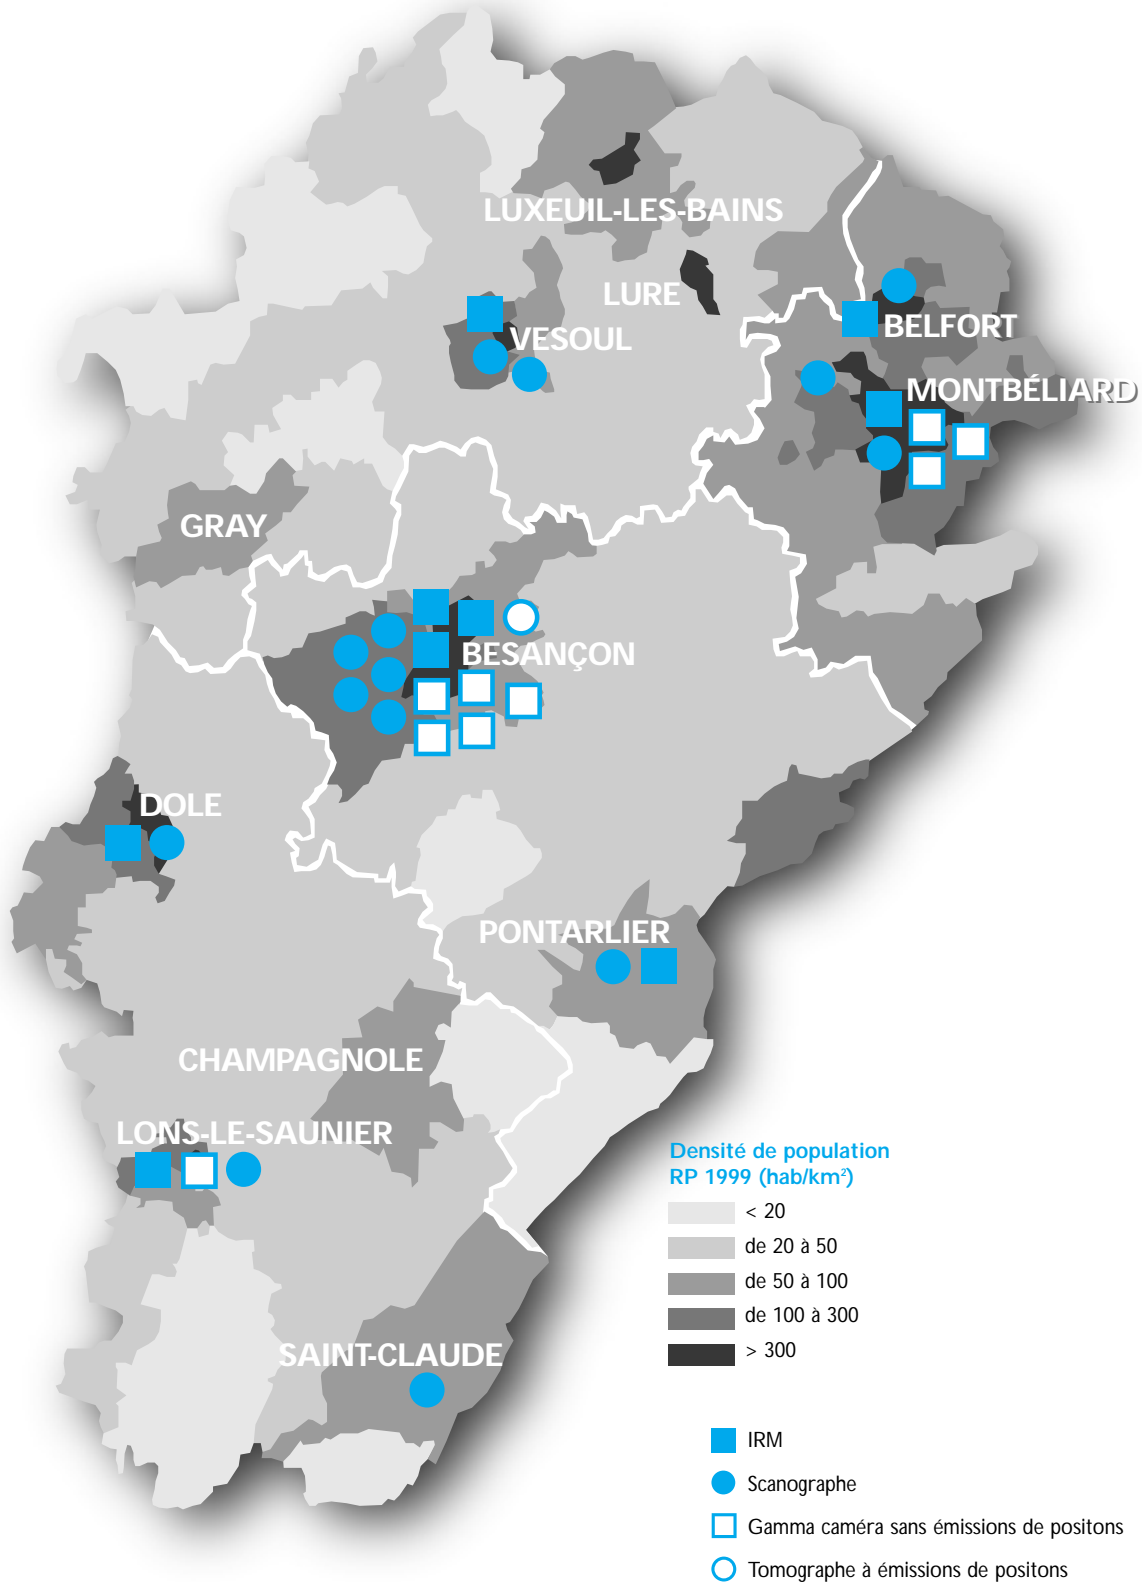 LUXEUIL-LES-BAINS
LURE
VESOUL
BELFORT
MONTBÉLIARD
GRAY
BESANÇON
DOLE
PONTARLIER
CHAMPAGNOLE
LONS-LE-SAUNIER
SAINT-CLAUDE
Densité de population
RP 1999 (hab/km²)
< 20
de 20 à 50
de 50 à 100
de 100 à 300
> 300
IRM
Scanographe
Gamma caméra sans émissions de positons
Tomographe à émissions de positons